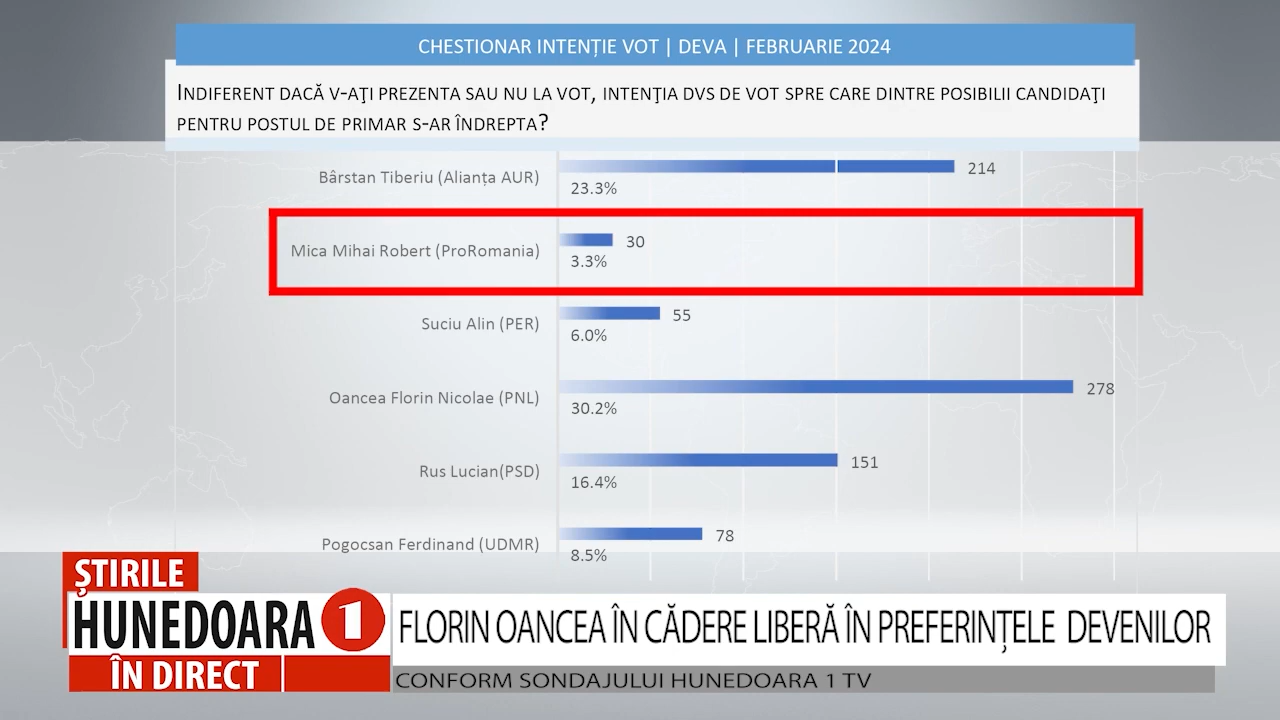 CHESTIONAR INTENȚIE VOT | DEVA | FEBRUARIE 2024
INDIFERENT DACĂ V-AŢI PREZENTA SAU NU LA VOT, INTENŢIA DVS DE VOT SPRE CARE DINTRE POSIBILII CANDIDAŢI
PENTRU POSTUL DE PRIMAR S-AR ÎNDREPTA?
Bârstan Tiberiu (Alianța AUR) 214
23.3%
Mica Mihai Robert (ProRomania) 30
3.3%
Suciu Alin (PER) 55
6.0%
Oancea Florin Nicolae (PNL) 278
30.2%
Rus Lucian(PSD) 151
16.4%
Pogocsan Ferdinand (UDMR) 78
8.5%
ȘTIRILE
HUNEDOARA 1
ÎN DIRECT
FLORIN OANCEA ÎN CĂDERE LIBERĂ ÎN PREFERINȚELE DEVENILOR
CONFORM SONDAJULUI HUNEDOARA 1 TV